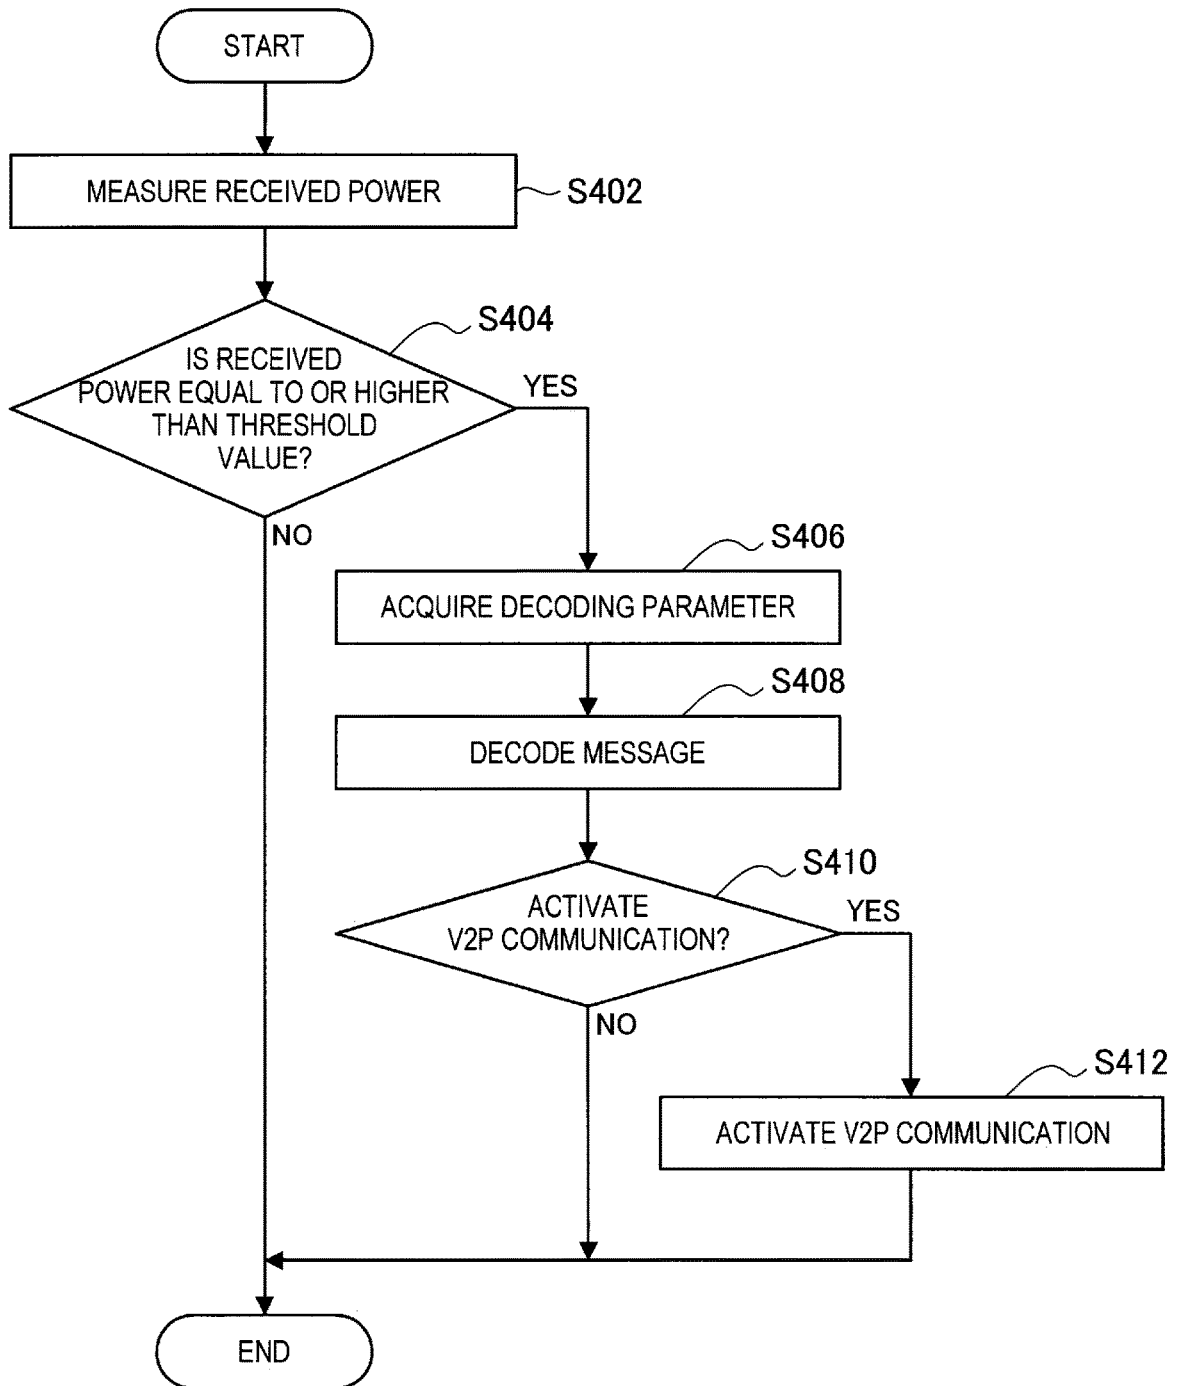 START
MEASURE RECEIVED POWER
S402
S404
IS RECEIVED
POWER EQUAL TO OR HIGHER
THAN THRESHOLD
VALUE?
YES
NO
S406
ACQUIRE DECODING PARAMETER
S408
DECODE MESSAGE
S410
ACTIVATE
V2P COMMUNICATION?
YES
NO
S412
ACTIVATE V2P COMMUNICATION
END